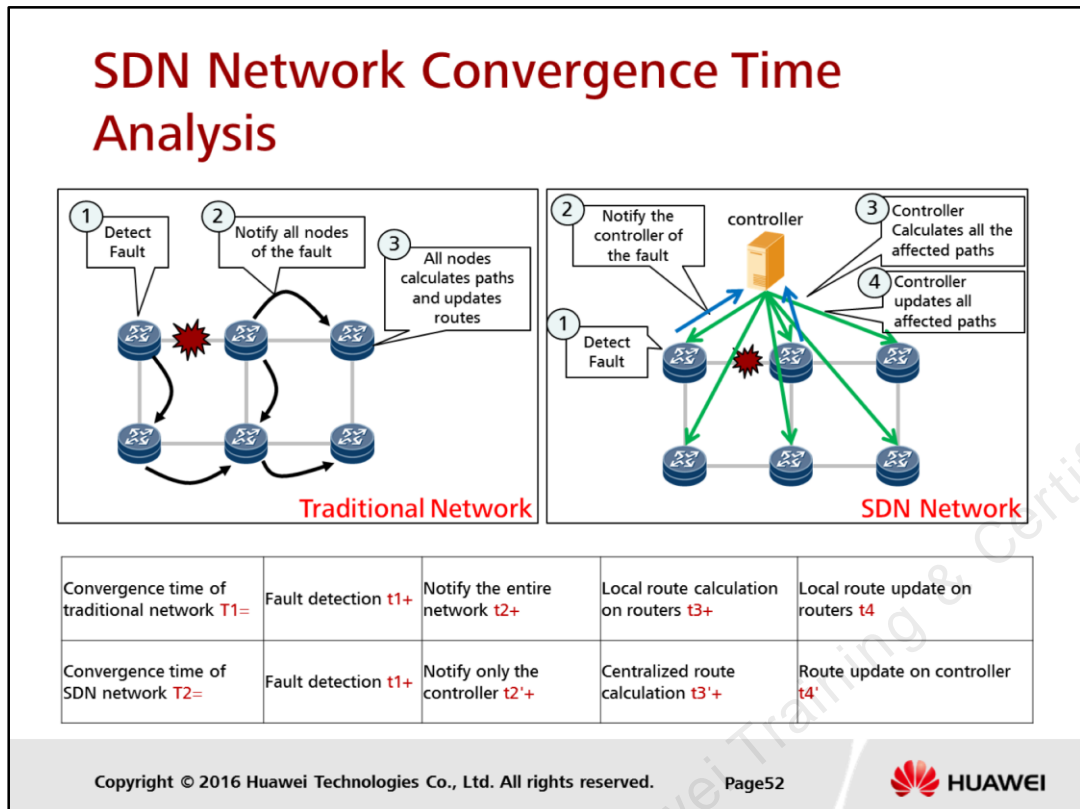 SDN Network Convergence Time
Analysis
1
Detect
Fault
2
Notify all nodes
of the fault
3
All nodes
calculates paths
and updates
routes
Traditional Network
2
Notify the
controller of
the fault
controller
3
Controller
Calculates all the
affected paths
4
Controller
updates all
affected paths
1
Detect
Fault
SDN Network
Convergence time of
traditional network T1=
Fault detection t1+
Notify the entire
network t2+
Local route calculation
on routers t3+
Local route update on
routers t4
Convergence time of
SDN network T2=
Fault detection t1+
Notify only the
controller t2'+
Centralized route
calculation t3'+
Route update on controller
t4'
Copyright © 2016 Huawei Technologies Co., Ltd. All rights reserved.
Page52
HUAWEI
Training &